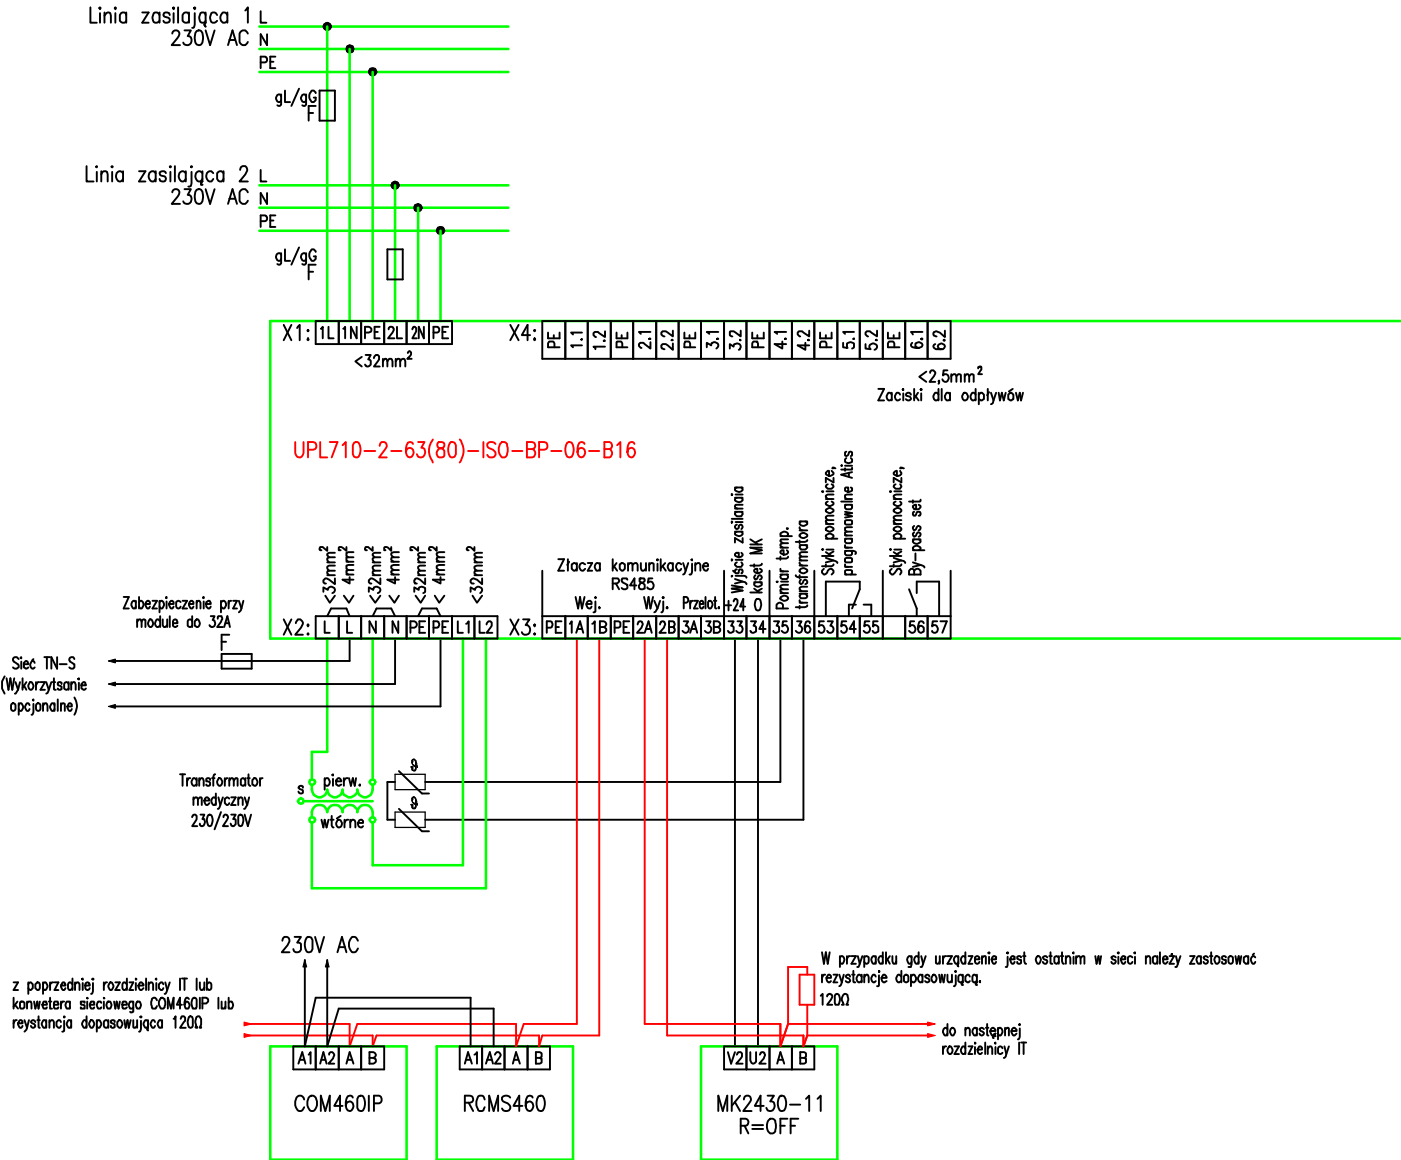 Linia zasilająca 1 L
230V AC N
PE
gL/gG
F
Linia zasilająca 2 L
230V AC N
PE
gL/gG
F
X1: 1L 1N PE 2L 2N PE
<32mm²
X4: PE 1.1 1.2 PE 2.1 2.2 PE 3.1 3.2 PE 4.1 4.2 PE 5.1 5.2 PE 6.1 6.2
<2,5mm²
Zaciski dla odpływów
UPL710-2-63(80)-ISO-BP-06-B16
<32mm²
< 4mm²
<32mm²
< 4mm²
<32mm²
< 4mm²
<32mm²
Złacza komunikacyjne
RS485
Wej. Wyj. Przelot.
Wyjście zasilanaia
kaset MK
+24 0
Pomiar temp.
transformatora
Styki pomocnicze,
programowalne Atics
Styki pomocnicze,
By-pass set
Zabezpieczenie przy
module do 32A
F
X2: L L N N PE PE L1 L2
X3: PE 1A 1B PE 2A 2B 3A 3B 33 34 35 36 53 54 55 56 57
Sieć TN-S
(Wykorzytsanie
opcjonalne)
Transformator
medyczny
230/230V
s
pierw.
wtórne
ϑ
ϑ
230V AC
z poprzedniej rozdzielnicy IT lub
konwetera sieciowego COM460IP lub
reystancja dopasowująca 120Ω
W przypadku gdy urządzenie jest ostatnim w sieci należy zastosować
rezystancje dopasowującą.
120Ω
do następnej
rozdzielnicy IT
A1 A2 A B
COM460IP
A1 A2 A B
RCMS460
V2 U2 A B
MK2430-11
R=OFF